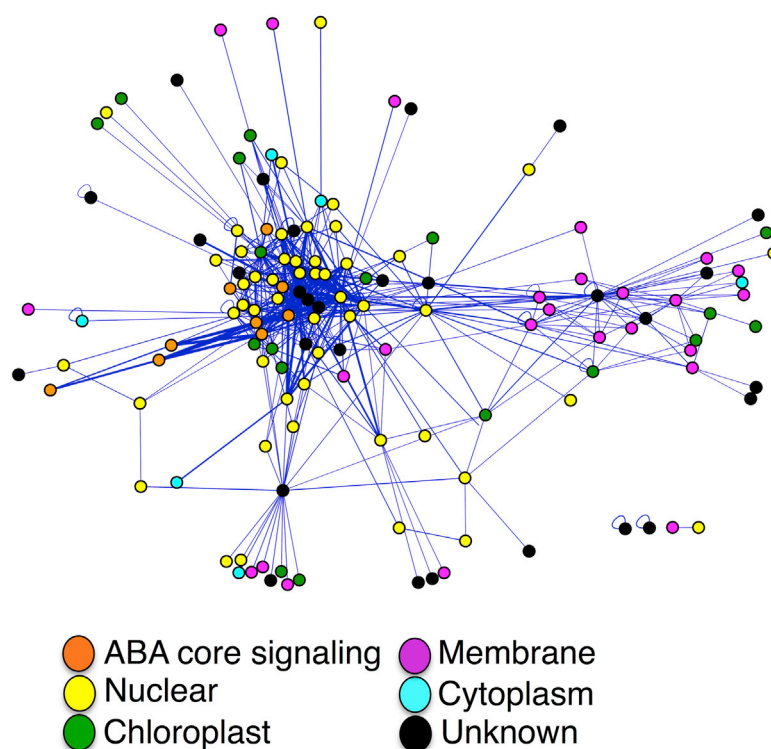 ABA core signaling
Membrane
Nuclear
Cytoplasm
Chloroplast
Unknown